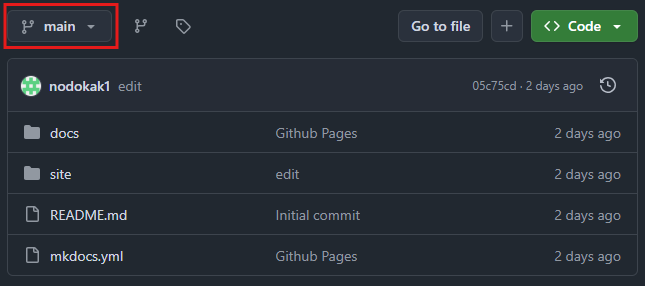 main
Go to file
Code
nodokak1 edit 05c75cd · 2 days ago
docs Github Pages 2 days ago
site edit 2 days ago
README.md Initial commit 2 days ago
mkdocs.yml Github Pages 2 days ago